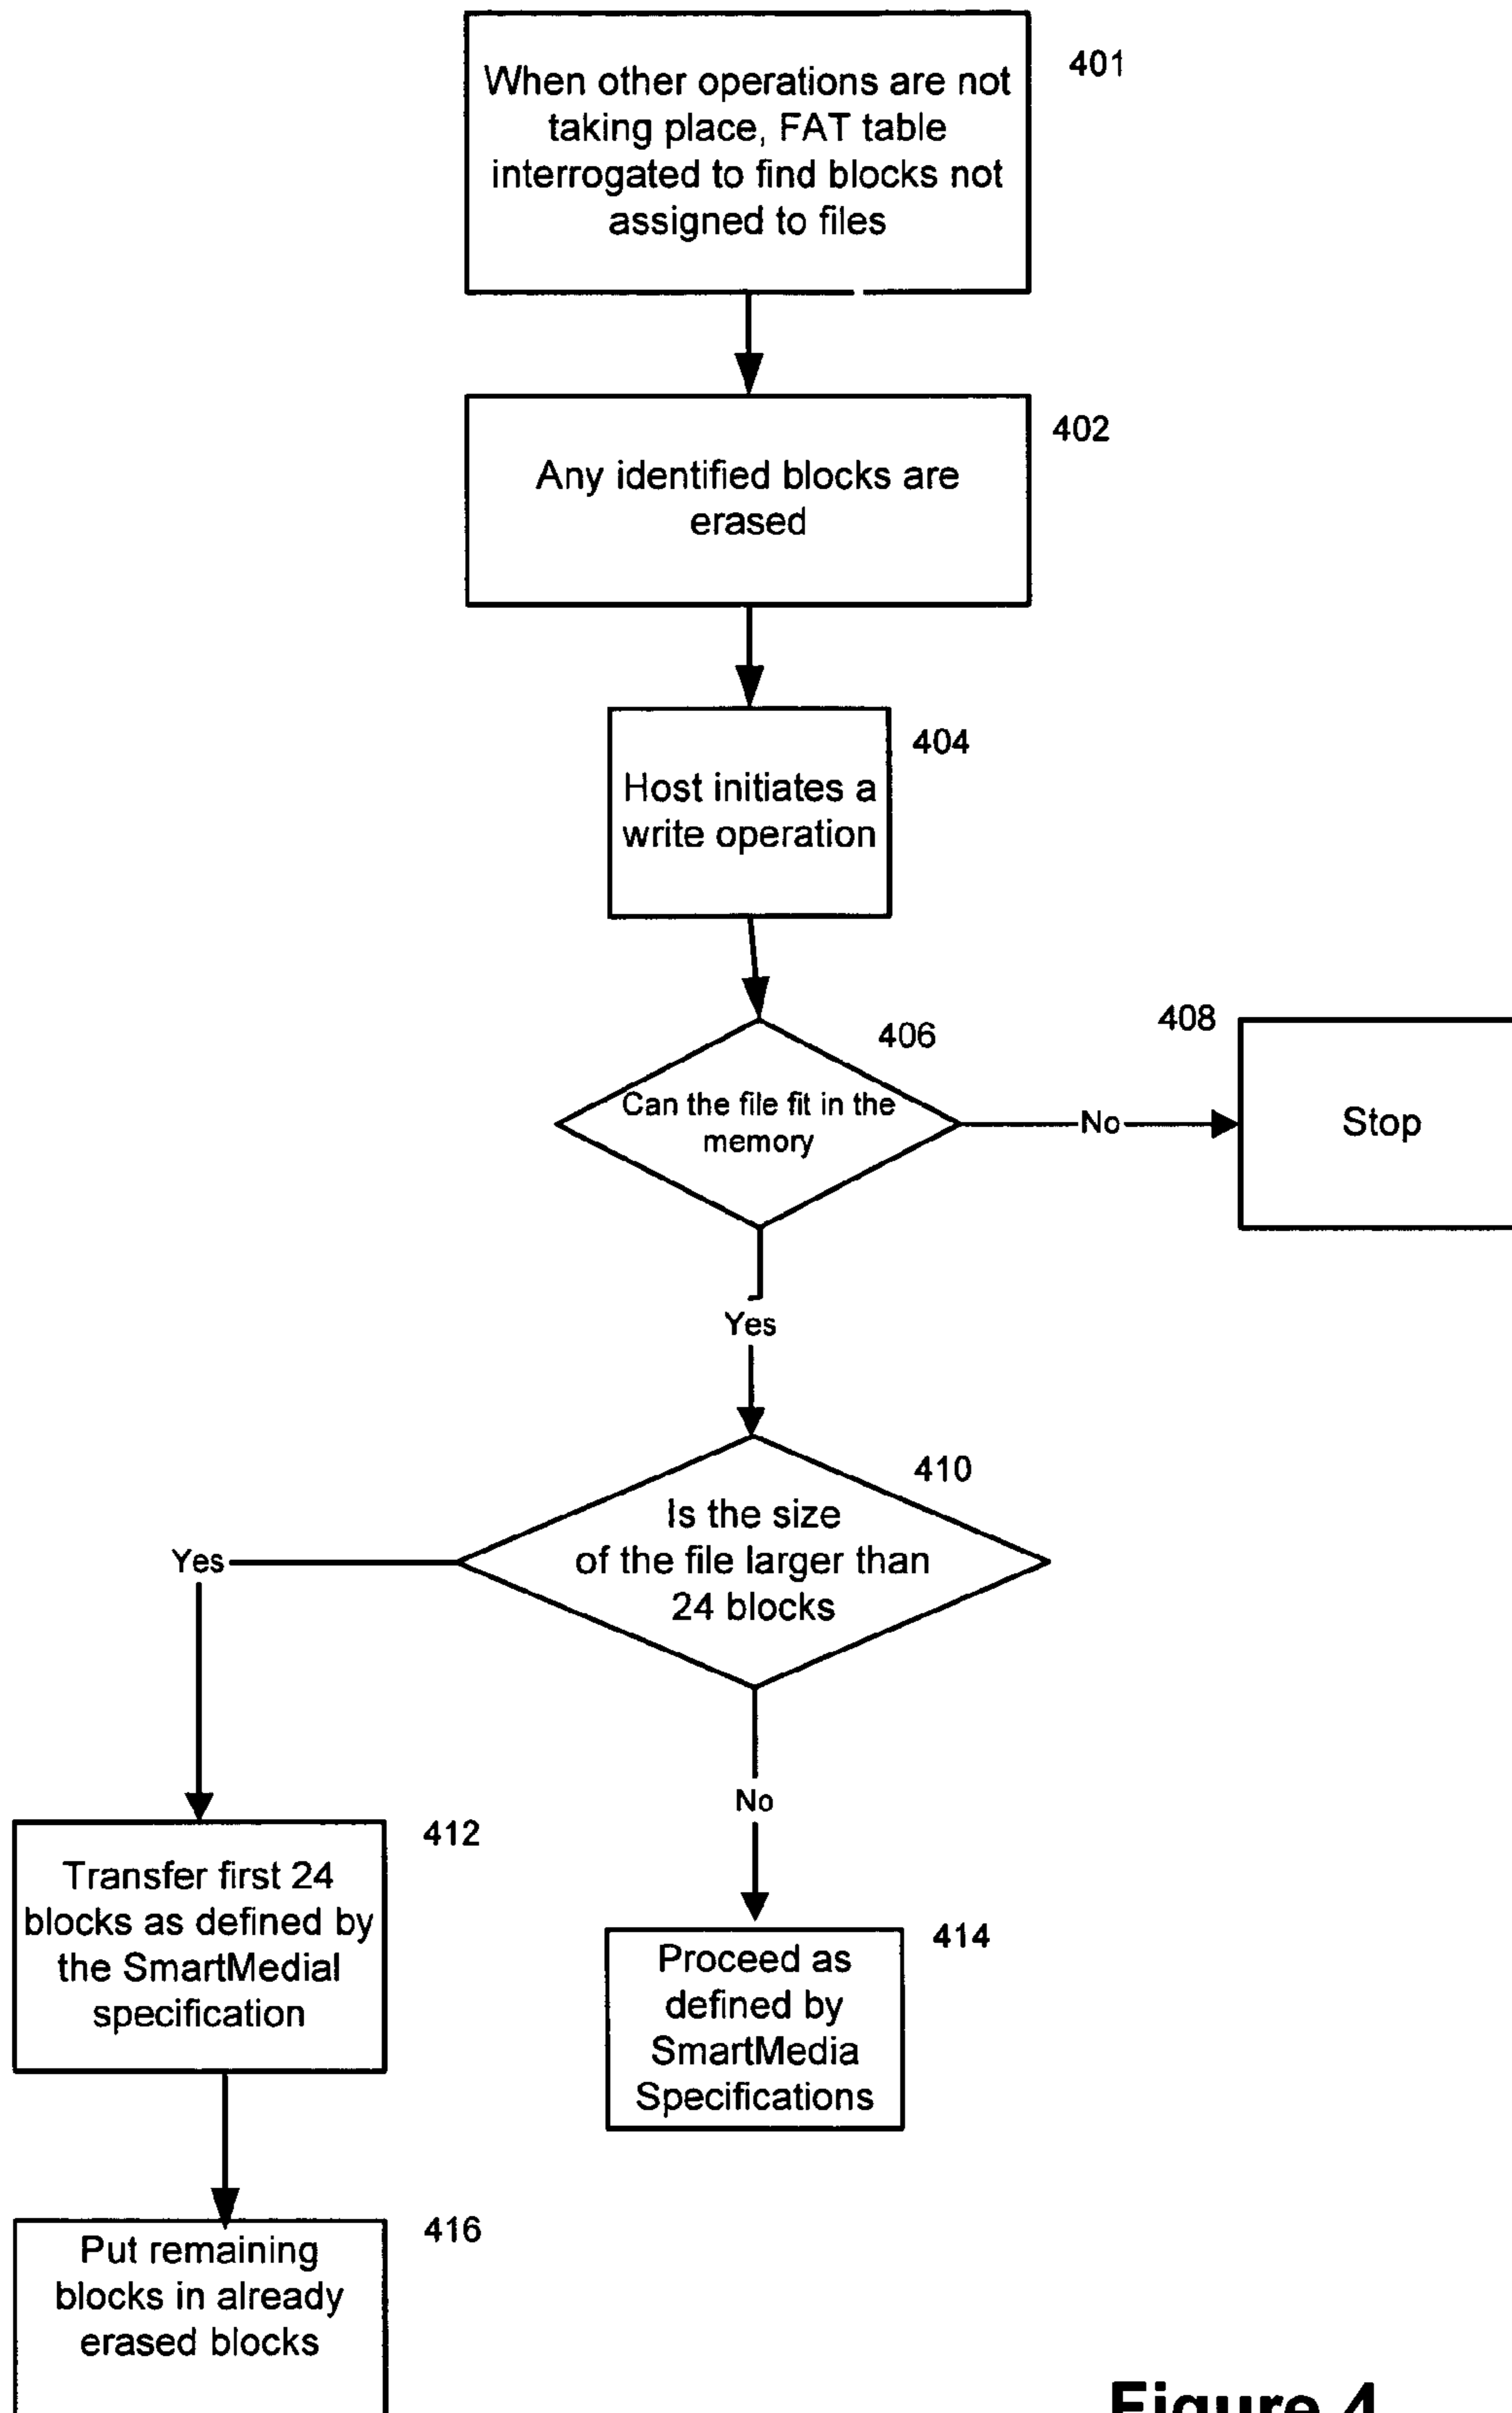 401
When other operations are not
taking place, FAT table
interrogated to find blocks not
assigned to files
402
Any identified blocks are
erased
404
Host initiates a
write operation
406
Can the file fit in the
memory
No
408
Stop
Yes
410
Is the size
of the file larger than
24 blocks
Yes
No
412
Transfer first 24
blocks as defined by
the SmartMedial
specification
414
Proceed as
defined by
SmartMedia
Specifications
416
Put remaining
blocks in already
erased blocks
Figure 4